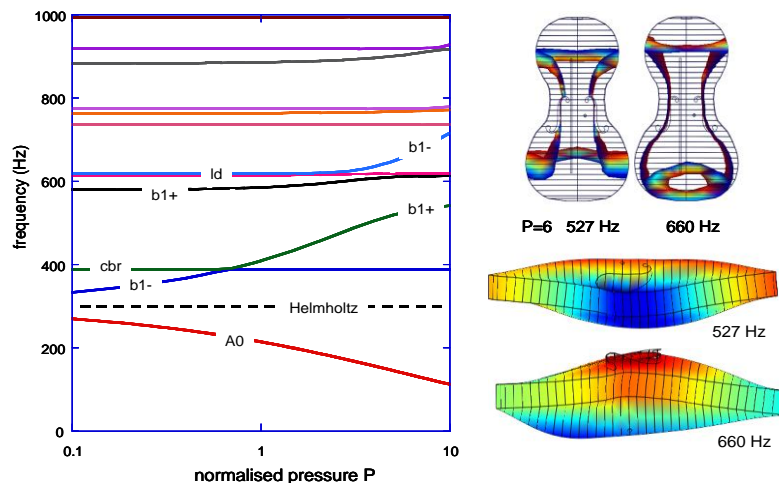 1000
800
600
400
200
0
frequency (Hz)
0.1
1
10
normalised pressure P
b1-
ld
b1+
b1+
cbr
b1-
Helmholtz
A0
P=6 527 Hz 660 Hz
527 Hz
660 Hz